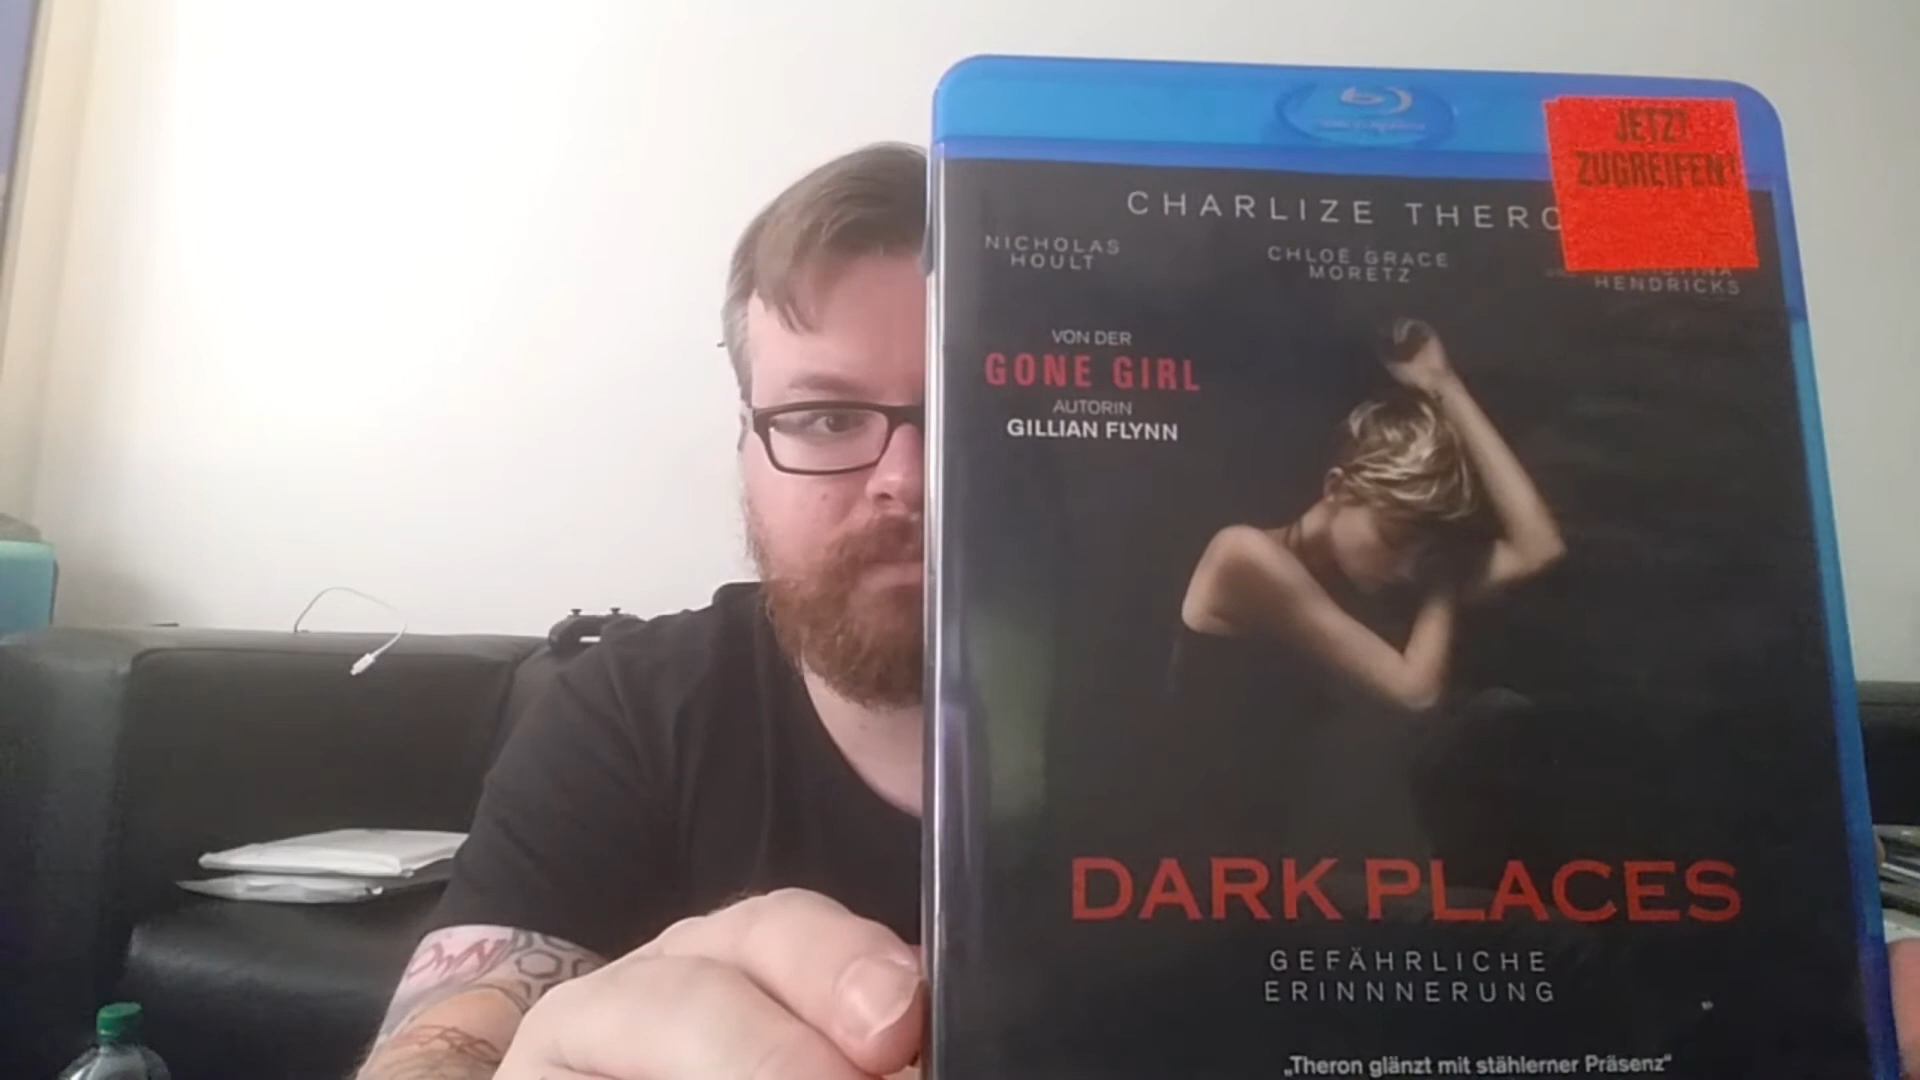 JETZT
ZUGREIFEN!
CHARLIZE THERO
NICHOLAS
HOULT
CHLOË GRACE
MORETZ
HENDRICKS
VON DER
GONE GIRL
AUTORIN
GILLIAN FLYNN
DARK PLACES
GEFÄHRLICHE
ERINNNERUNG
„Theron glänzt mit stählerner Präsenz“